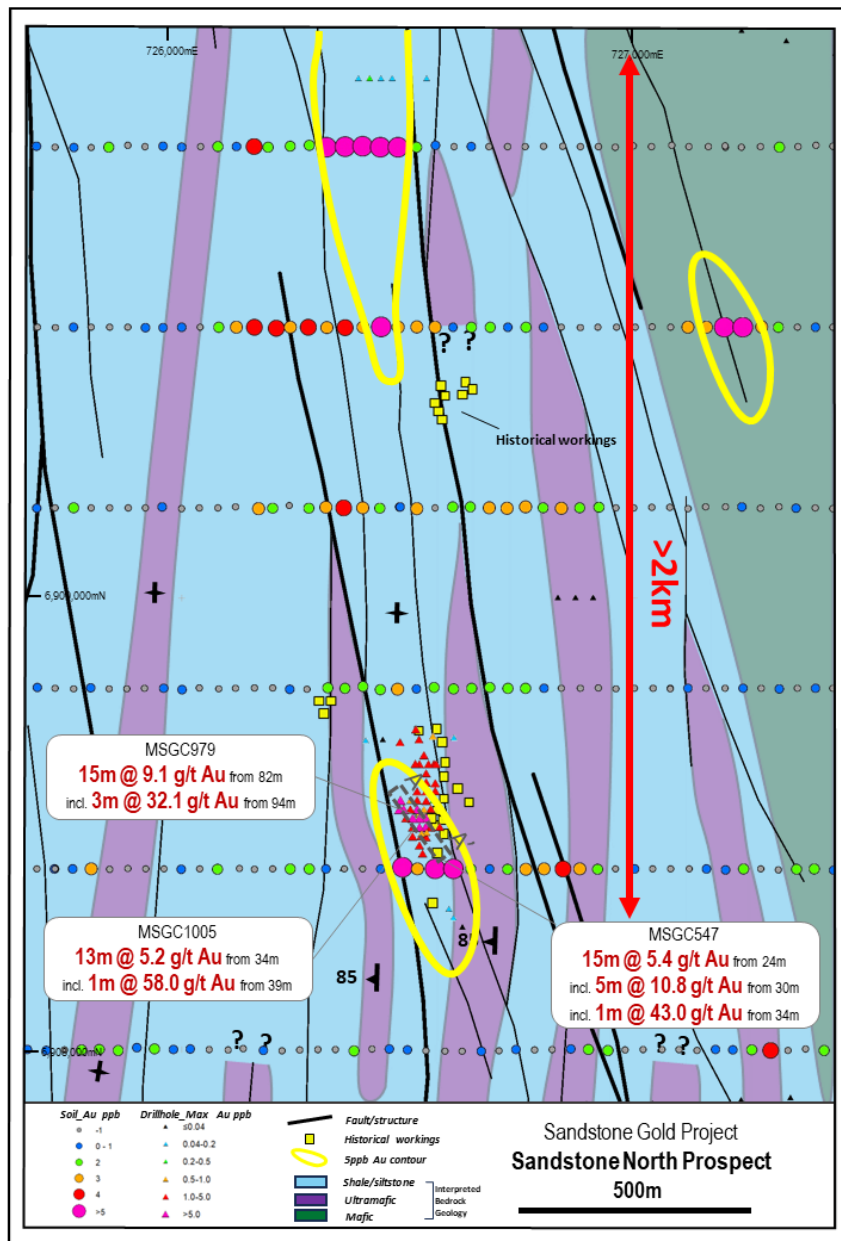 726,000mE
727,000mE
? ?
Historical workings
>2km
6,900,000mN
MSGC979
15m @ 9.1 g/t Au from 82m
incl. 3m @ 32.1 g/t Au from 94m
A
A'
MSGC1005
13m @ 5.2 g/t Au from 34m
incl. 1m @ 58.0 g/t Au from 39m
MSGC547
15m @ 5.4 g/t Au from 24m
incl. 5m @ 10.8 g/t Au from 30m
incl. 1m @ 43.0 g/t Au from 34m
85
? ?
? ?
Soil_Au ppb
-1
0 - 1
2
3
4
>5
Drillhole_Max Au ppb
≤0.04
0.04-0.2
0.2-0.5
0.5-1.0
1.0-5.0
>5.0
Fault/structure
Historical workings
5ppb Au contour
Shale/siltstone
Ultramafic
Mafic
Interpreted
Bedrock
Geology
Sandstone Gold Project
Sandstone North Prospect
500m